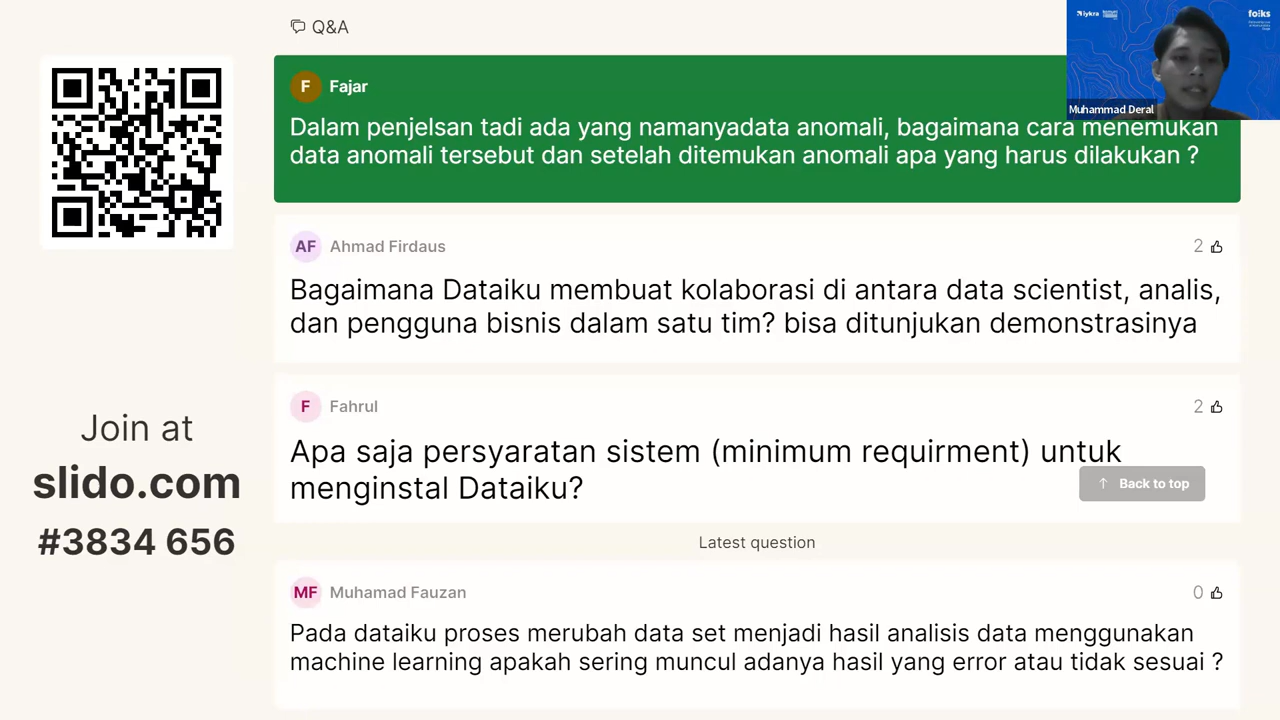 Q&A
iykra
folks
Muhammad Deral
F Fajar
Dalam penjelsan tadi ada yang namanyadata anomali, bagaimana cara menemukan
data anomali tersebut dan setelah ditemukan anomali apa yang harus dilakukan ?
AF Ahmad Firdaus 2
Bagaimana Dataiku membuat kolaborasi di antara data scientist, analis,
dan pengguna bisnis dalam satu tim? bisa ditunjukan demonstrasinya
F Fahrul 2
Apa saja persyaratan sistem (minimum requirment) untuk
menginstal Dataiku?
↑ Back to top
Latest question
MF Muhamad Fauzan 0
Pada dataiku proses merubah data set menjadi hasil analisis data menggunakan
machine learning apakah sering muncul adanya hasil yang error atau tidak sesuai ?
Join at
slido.com
#3834 656